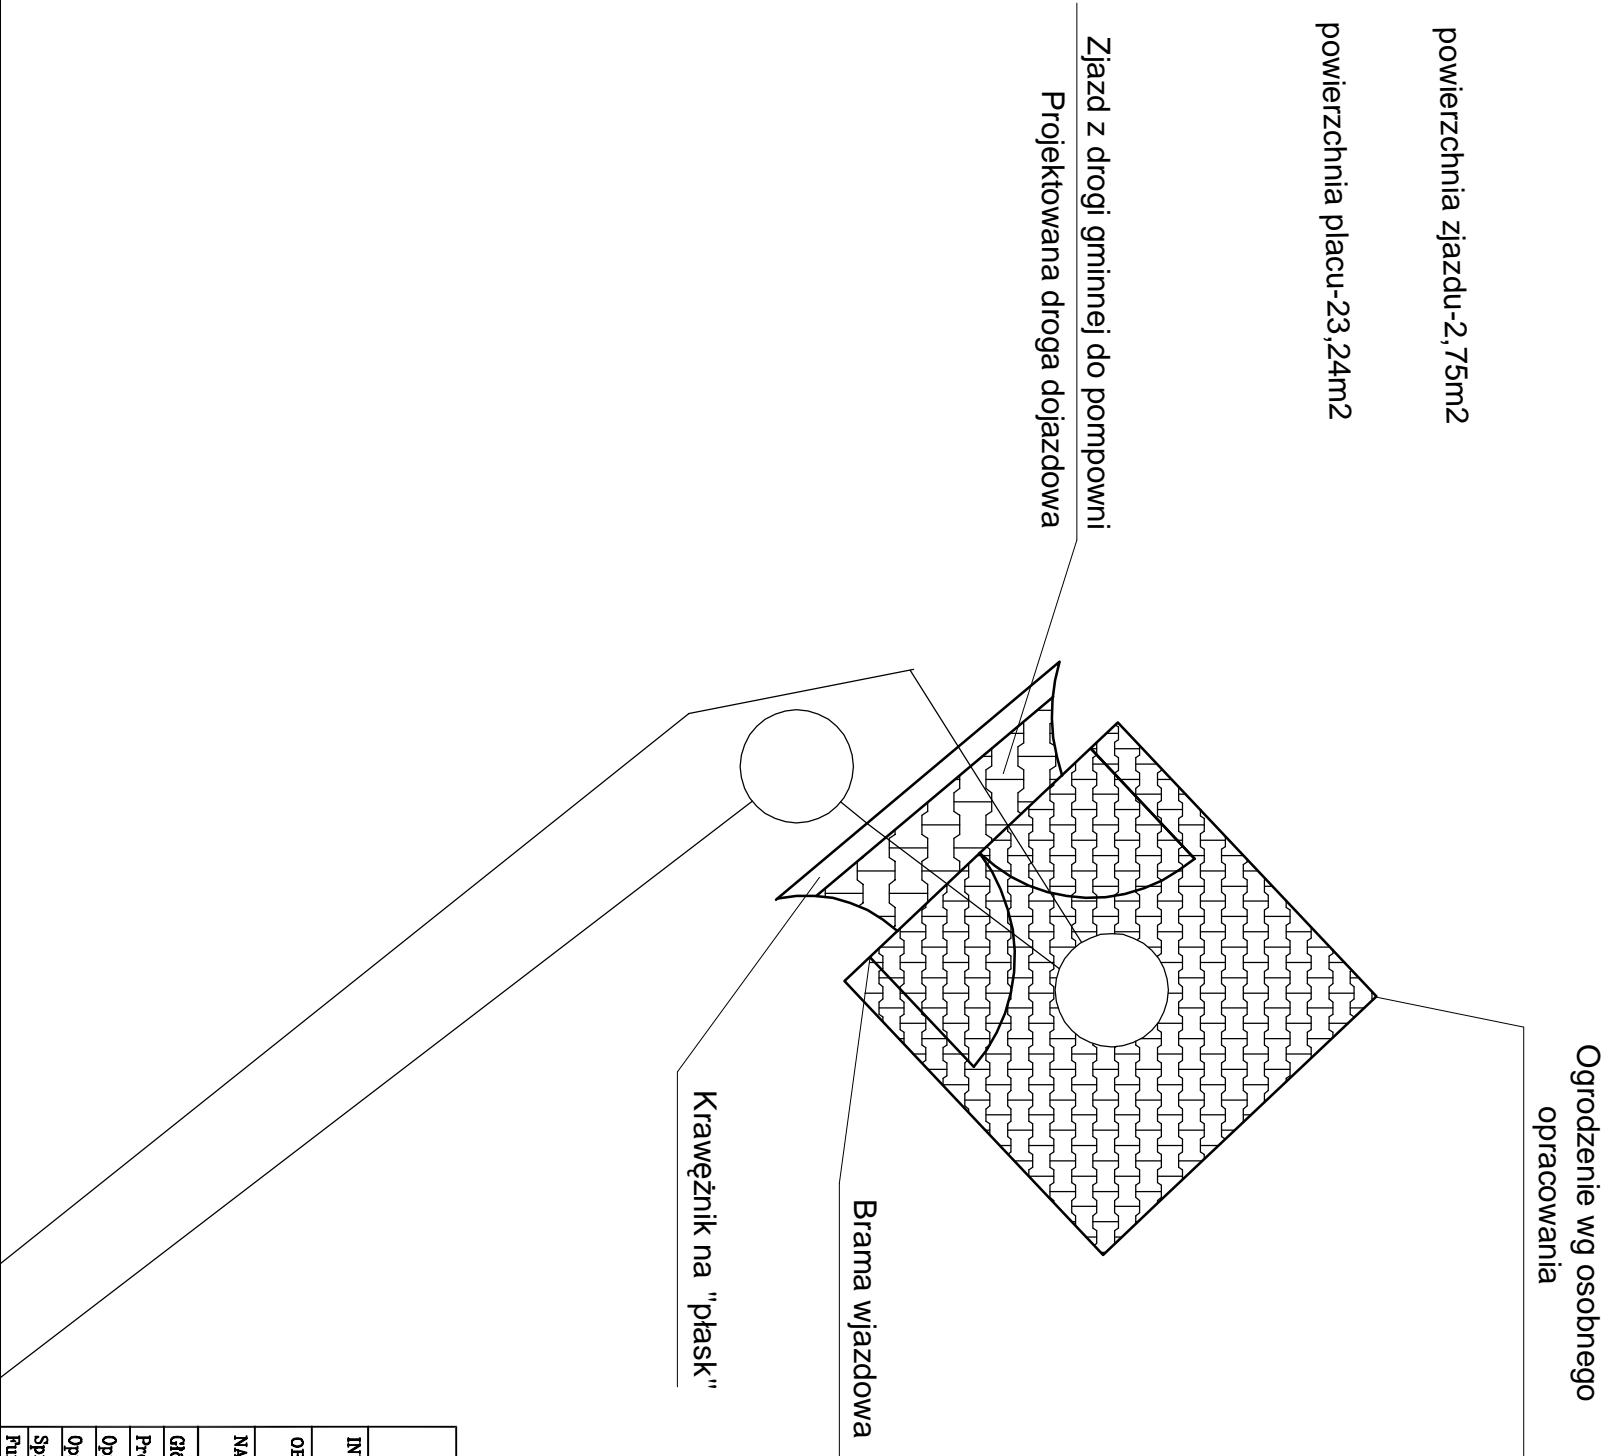 powierzchnia zjazdu-2,75m2
powierzchnia placu-23,24m2
Zjazd z drogi gminnej do pompowni
Projektowana droga dojazdowa
Ogrodzenie wg osobnego
opracowania
Brama wjazdowa
Krawężnik na "płask"